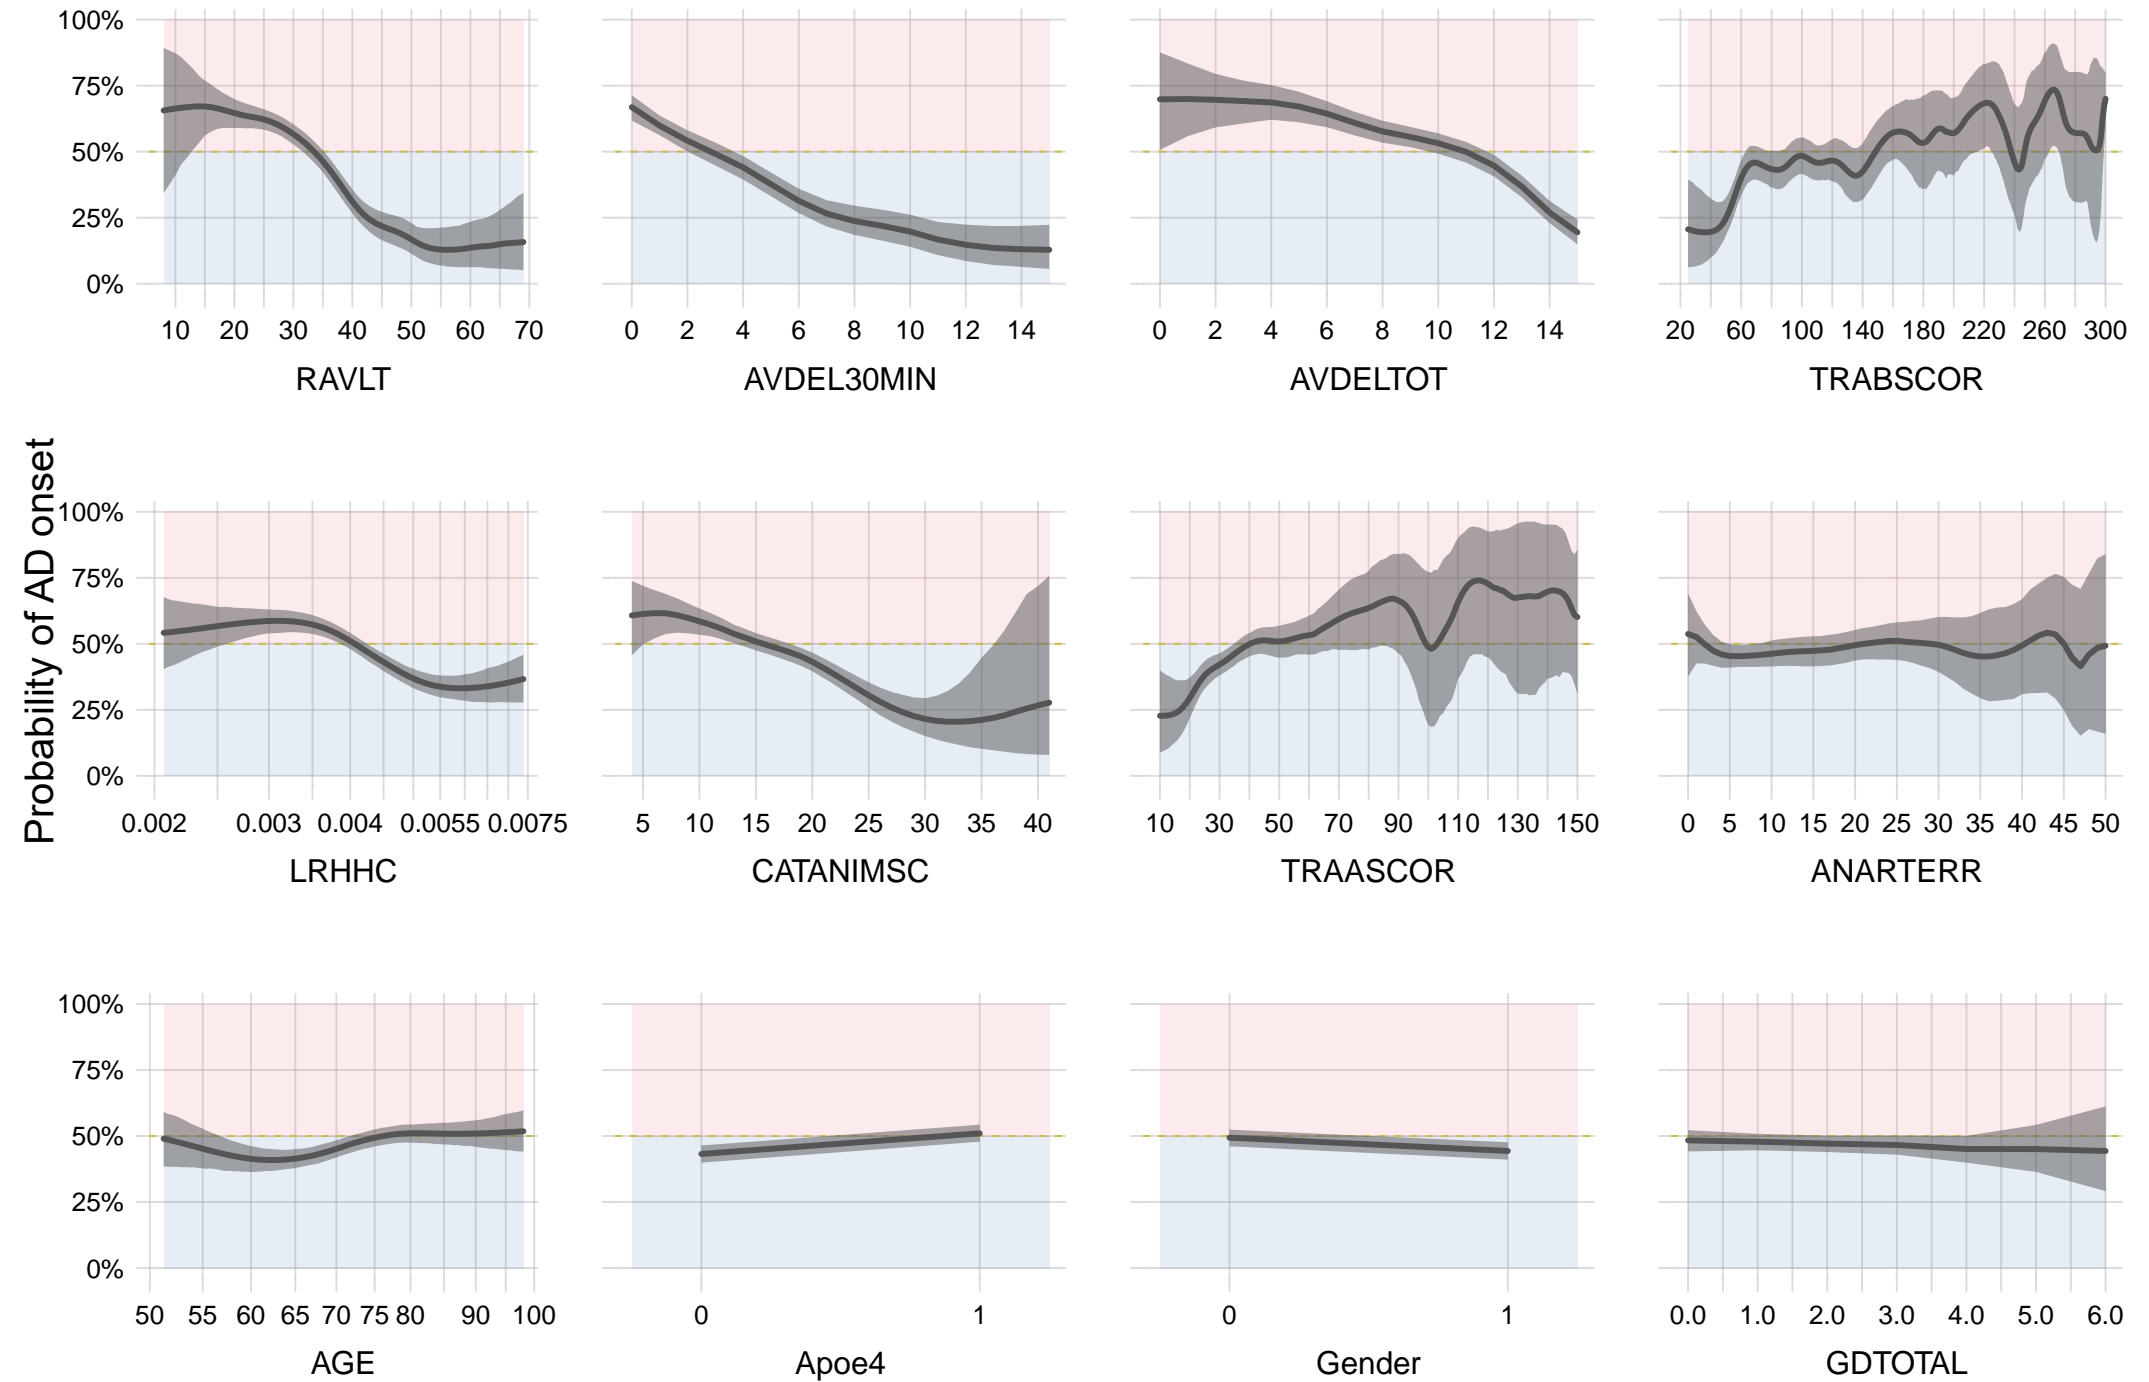 Probability of AD onset
100%
75%
50%
25%
0%
10 20 30 40 50 60 70
RAVLT
0 2 4 6 8 10 12 14
AVDEL30MIN
0 2 4 6 8 10 12 14
AVDELTOT
20 60 100 140 180 220 260 300
TRABSCOR
100%
75%
50%
25%
0%
0.002 0.003 0.004 0.0055 0.0075
LRHHC
5 10 15 20 25 30 35 40
CATANIMSC
10 30 50 70 90 110 130 150
TRAASCOR
0 5 10 15 20 25 30 35 40 45 50
ANARTERR
100%
75%
50%
25%
0%
50 55 60 65 70 75 80 90 100
AGE
0 1
Apoe4
0 1
Gender
0.0 1.0 2.0 3.0 4.0 5.0 6.0
GDTOTAL